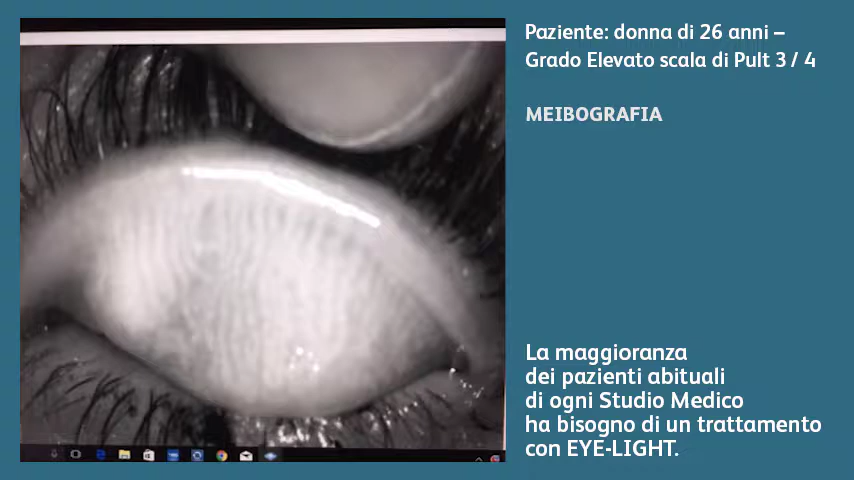 Paziente: donna di 26 anni –
Grado Elevato scala di Pult 3 / 4
MEIBOGRAFIA
La maggioranza
dei pazienti abituali
di ogni Studio Medico
ha bisogno di un trattamento
con EYE-LIGHT.